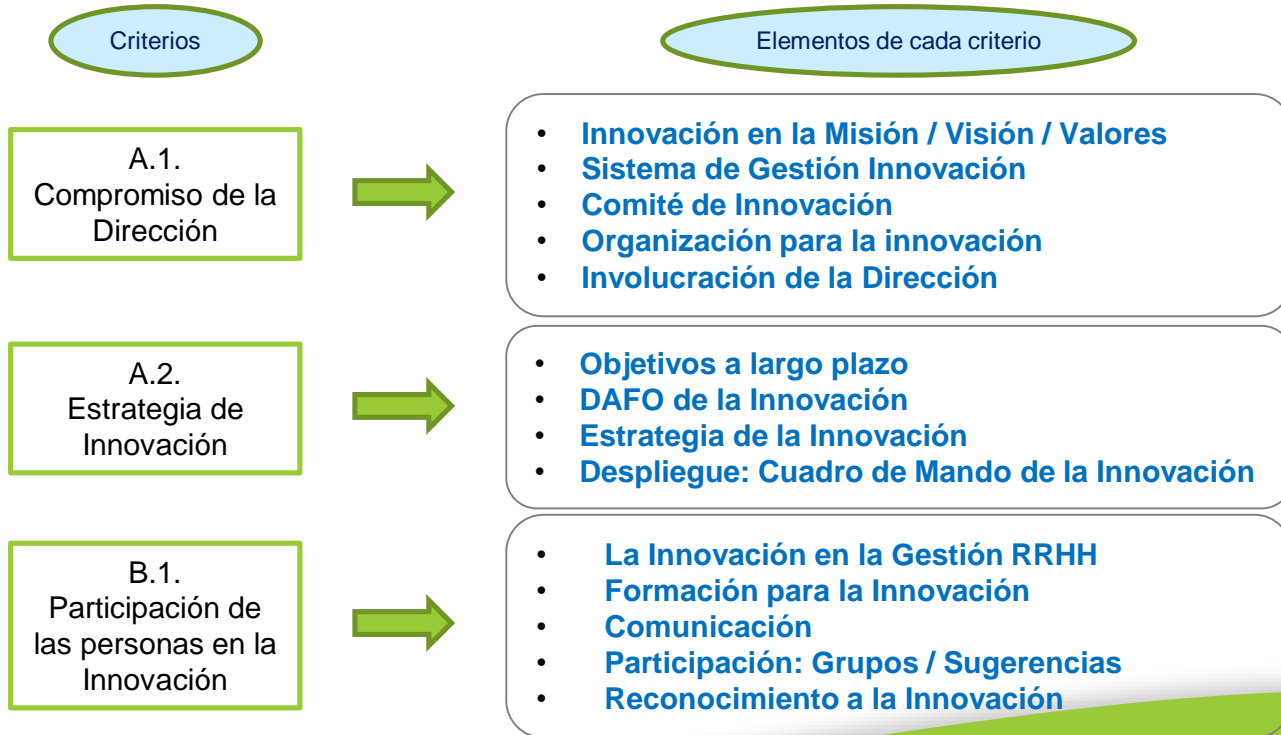 Criterios
Elementos de cada criterio
A.1.
Compromiso de la
Dirección
• Innovación en la Misión / Visión / Valores
• Sistema de Gestión Innovación
• Comité de Innovación
• Organización para la innovación
• Involucración de la Dirección
A.2.
Estrategia de
Innovación
• Objetivos a largo plazo
• DAFO de la Innovación
• Estrategia de la Innovación
• Despliegue: Cuadro de Mando de la Innovación
B.1.
Participación de
las personas en la
Innovación
• La Innovación en la Gestión RRHH
• Formación para la Innovación
• Comunicación
• Participación: Grupos / Sugerencias
• Reconocimiento a la Innovación